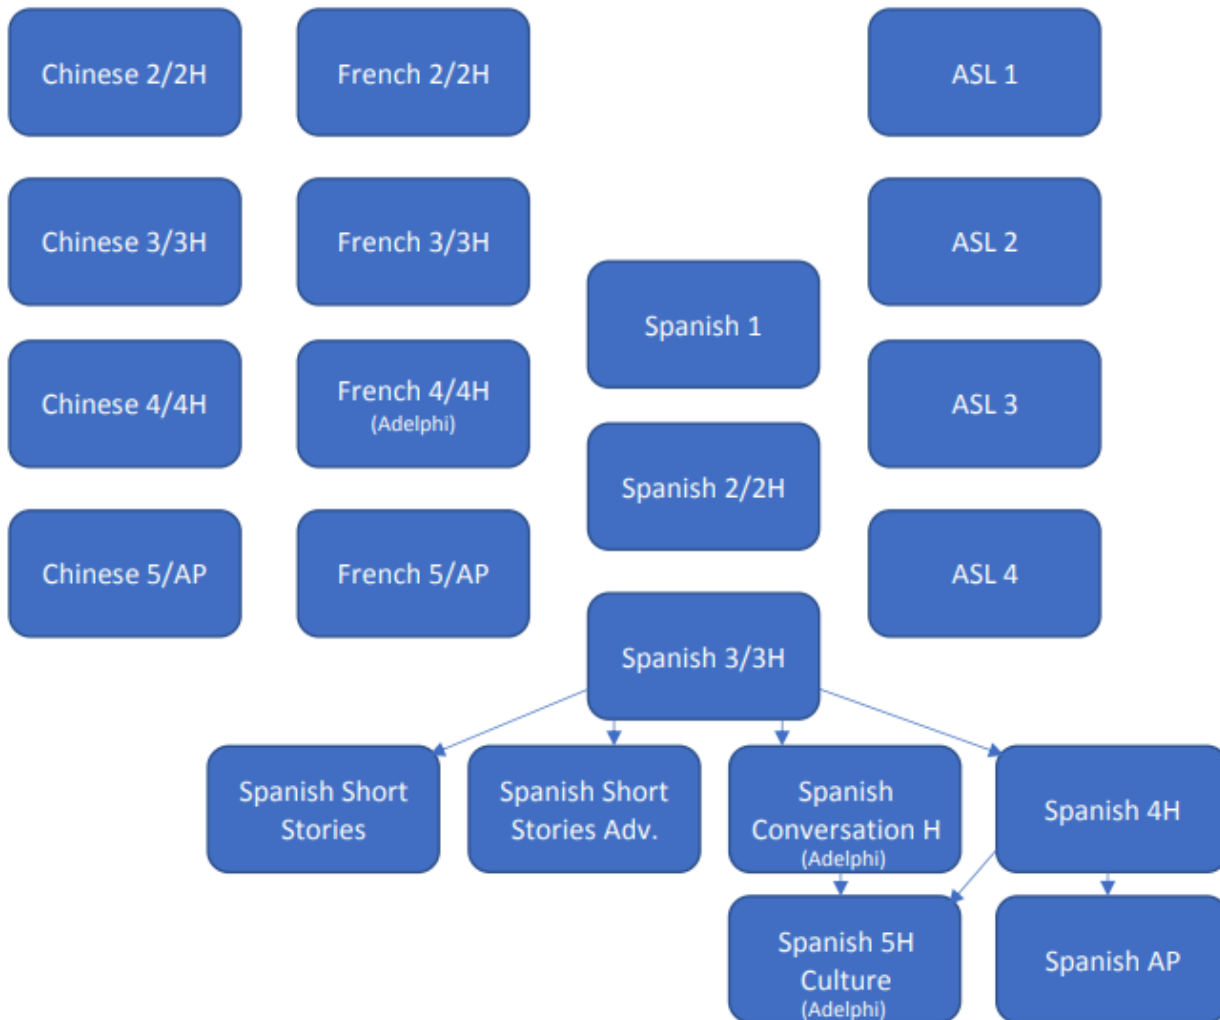 Chinese 2/2H
French 2/2H
ASL 1
Chinese 3/3H
French 3/3H
ASL 2
Spanish 1
Chinese 4/4H
French 4/4H
(Adelphi)
ASL 3
Spanish 2/2H
Chinese 5/AP
French 5/AP
ASL 4
Spanish 3/3H
Spanish Short
Stories
Spanish Short
Stories Adv.
Spanish
Conversation H
(Adelphi)
Spanish 4H
Spanish 5H
Culture
(Adelphi)
Spanish AP